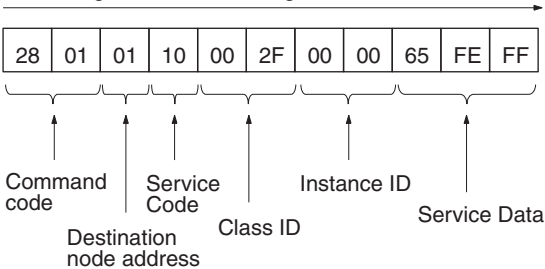 28 01 01 10 00 2F 00 00 65 FE FF
Command code
Destination node address
Service Code
Class ID
Instance ID
Service Data